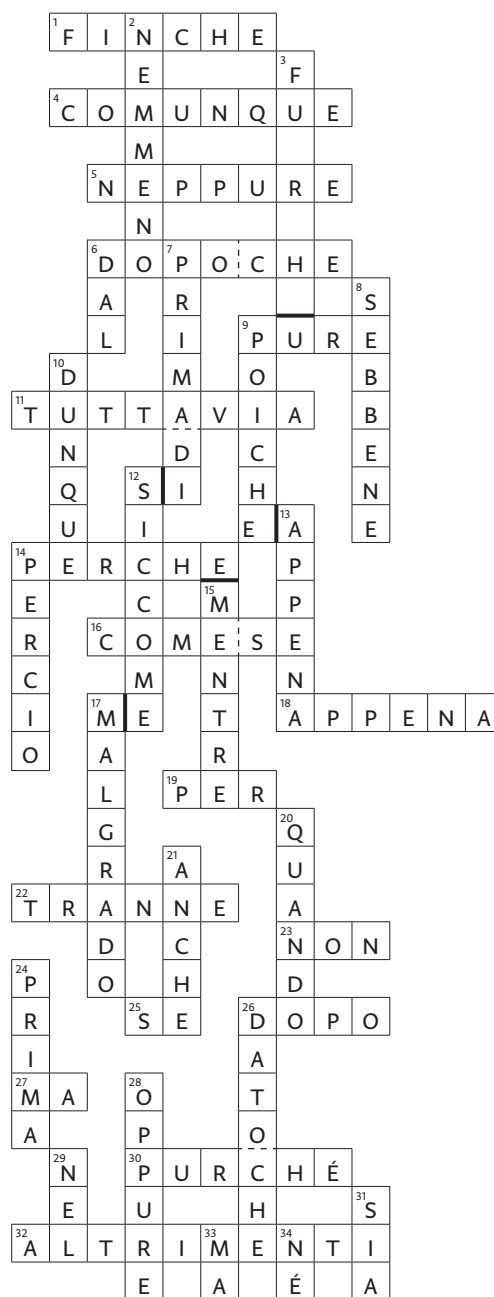 1 F I 2 N C H E
E 3 F
4 C O M U N Q U E
M
5 N E P P U R E
N
6 D O 7 P O C H E
A R 8 S
L I 9 P U R E
10 D M O B
11 T U T T A V I A B
N D C E
Q 12 S I H N
U I E 13 A E
14 P E R C H E P
E C 15 M P
R 16 C O M E S E
C M N N
I 17 M E T 18 A P P E N A
O A R
L 19 P E R
G 20 Q
R 21 A U
22 T R A N N E A
D C 23 N O N
24 P O H D
R 25 S E 26 D O P O
I A
27 M A 28 O T
A P O
29 N 30 P U R C H É
E U H 31 S
32 A L T R I 33 M E 34 N T I
E A É A